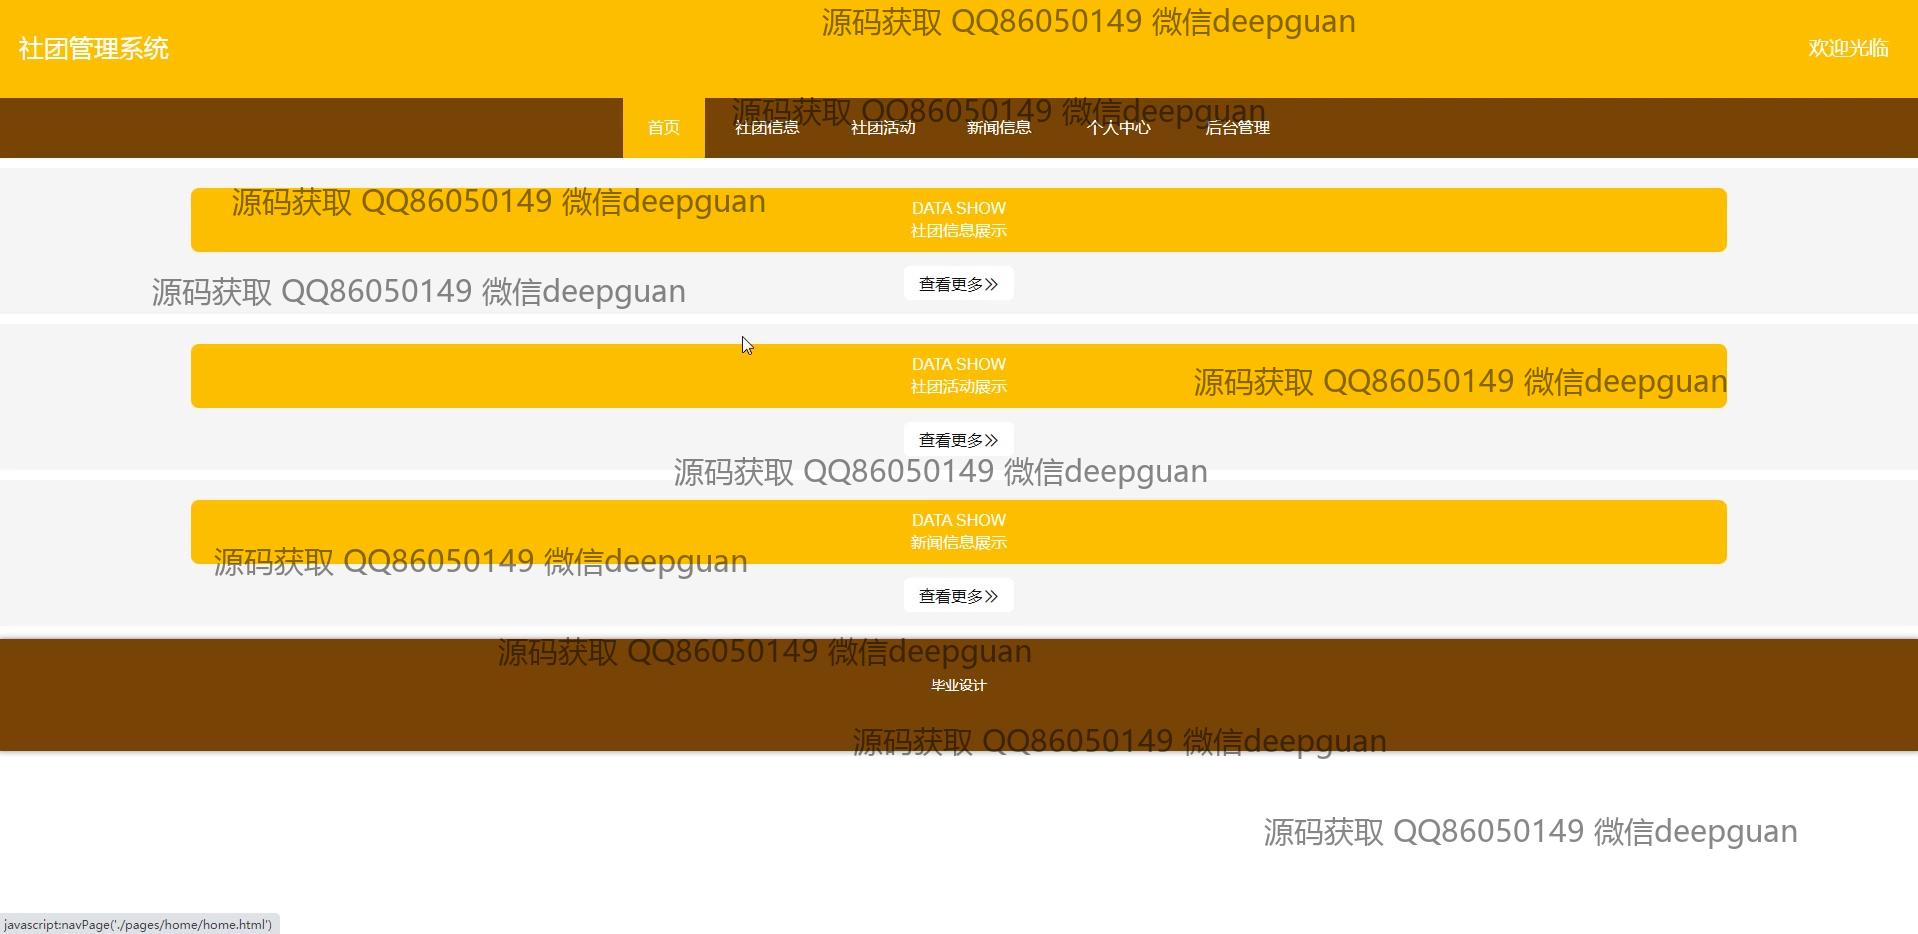 源码获取 QQ86050149 微信deepguan
社团管理系统
欢迎光临
源码获取 QQ86050149 微信deepguan
首页 社团信息 社团活动 新闻信息 个人中心 后台管理
源码获取 QQ86050149 微信deepguan
DATA SHOW
社团信息展示
查看更多
源码获取 QQ86050149 微信deepguan
DATA SHOW
社团活动展示
源码获取 QQ86050149 微信deepguan
查看更多
源码获取 QQ86050149 微信deepguan
DATA SHOW
新闻信息展示
源码获取 QQ86050149 微信deepguan
查看更多
源码获取 QQ86050149 微信deepguan
毕业设计
源码获取 QQ86050149 微信deepguan
源码获取 QQ86050149 微信deepguan
javascript:navPage('./pages/home/home.html')